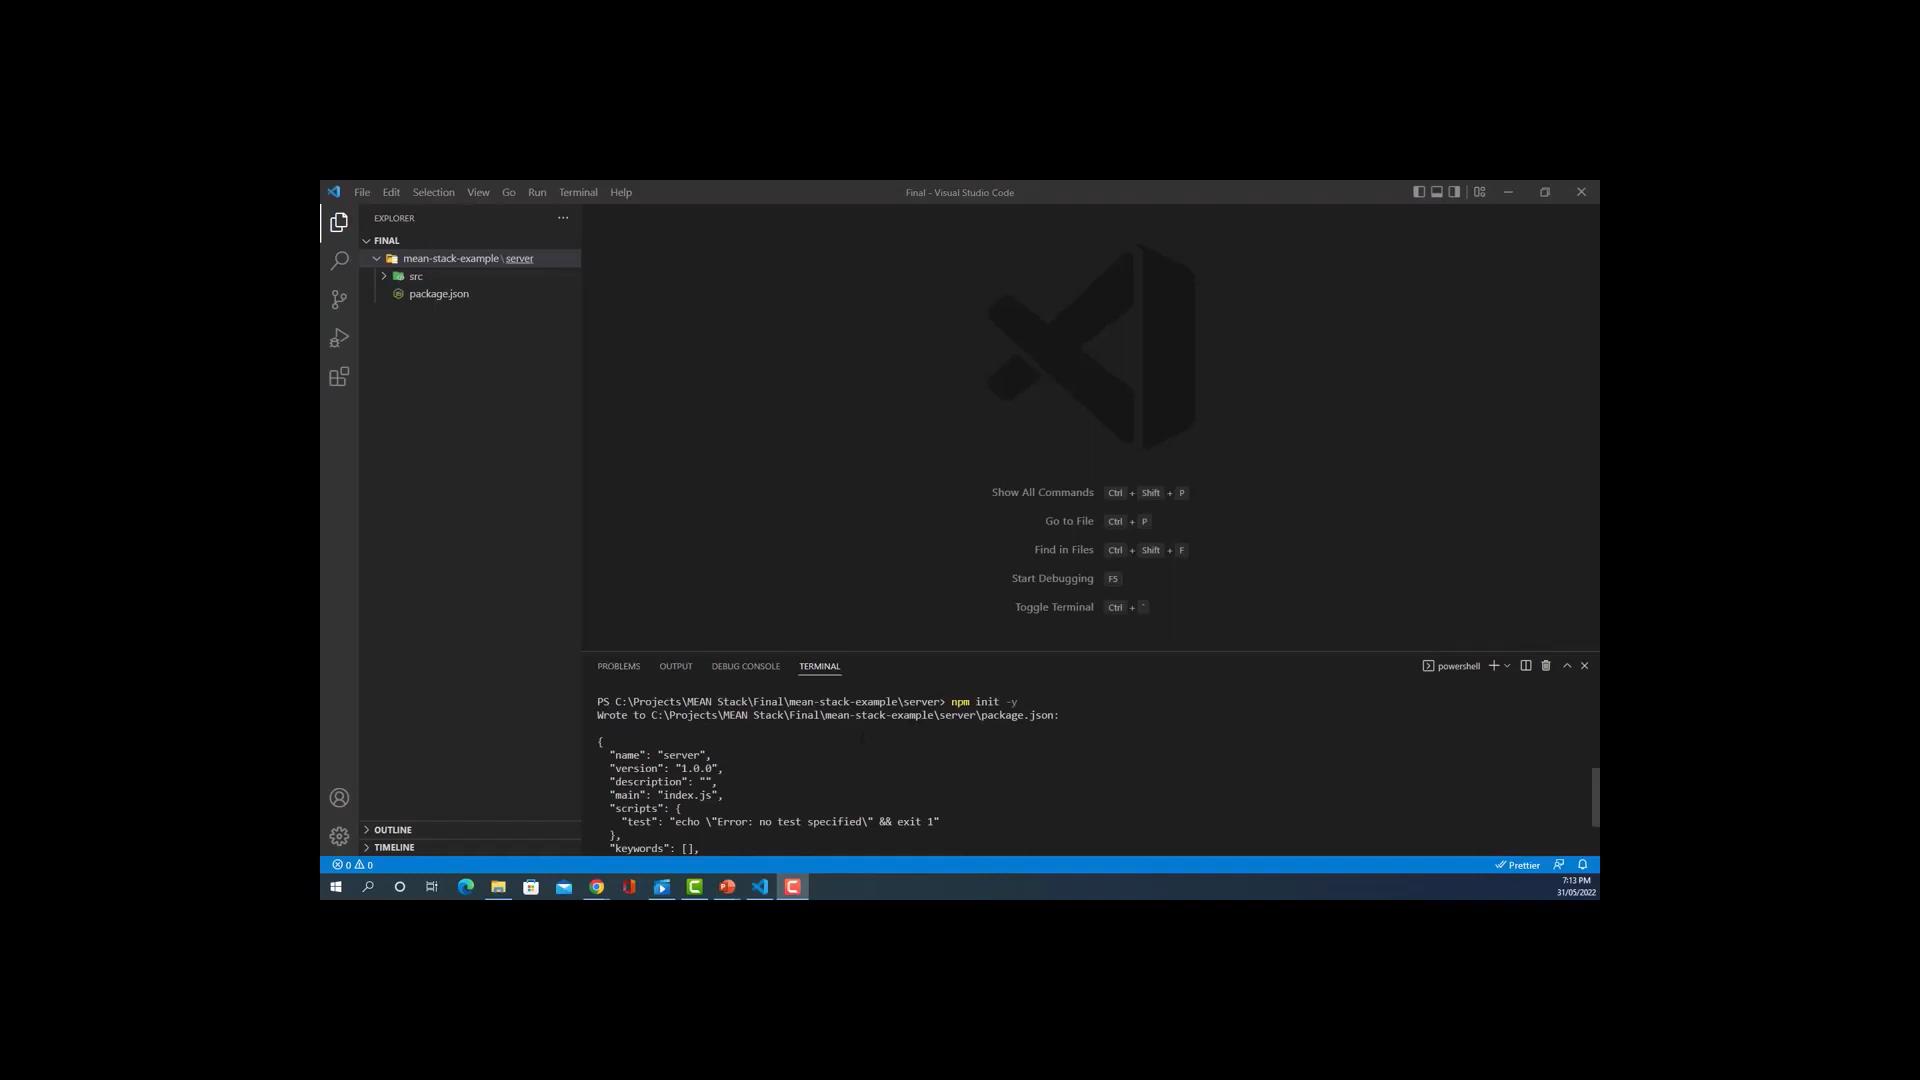 File Edit Selection View Go Run Terminal Help
Final - Visual Studio Code
EXPLORER
FINAL
mean-stack-example\server
src
package.json
OUTLINE
TIMELINE
Show All Commands Ctrl + Shift + P
Go to File Ctrl + P
Find in Files Ctrl + Shift + F
Start Debugging F5
Toggle Terminal Ctrl + `
PROBLEMS OUTPUT DEBUG CONSOLE TERMINAL
powershell
PS C:\Projects\MEAN Stack\Final\mean-stack-example\server> npm init -y
Wrote to C:\Projects\MEAN Stack\Final\mean-stack-example\server\package.json:
{
"name": "server",
"version": "1.0.0",
"description": "",
"main": "index.js",
"scripts": {
"test": "echo \"Error: no test specified\" && exit 1"
},
"keywords": [],
0 0
Prettier
7:13 PM
31/05/2022